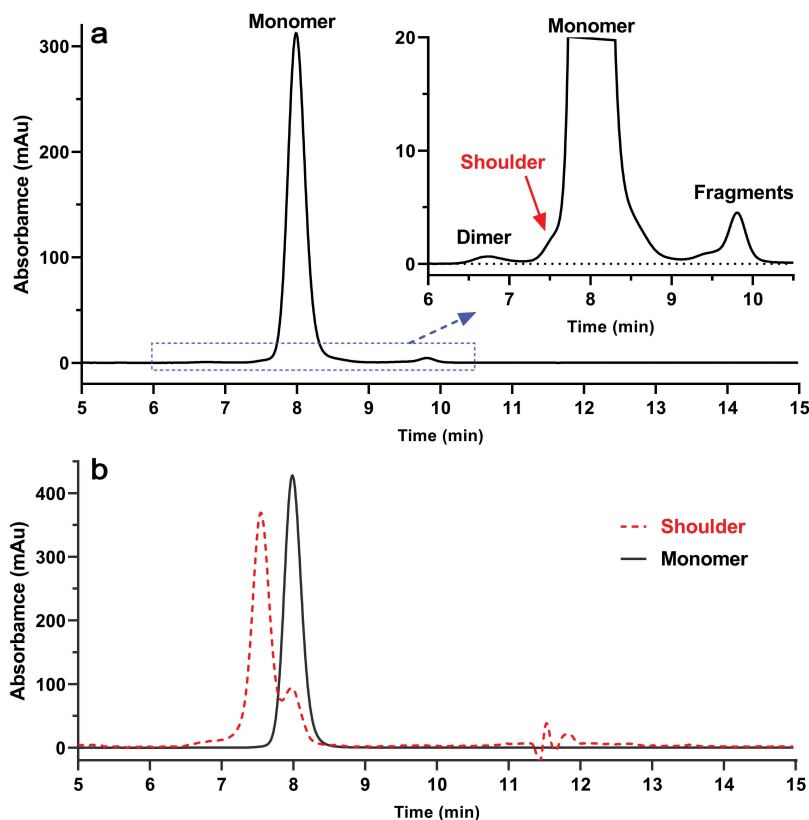 a
Monomer
Absorbamce (mAu)
300
200
100
0
5 6 7 8 9 10 11 12 13 14 15
Time (min)
Monomer
20
10
0
Shoulder
Dimer
Fragments
6 7 8 9 10
Time (min)
b
Absorbamce (mAu)
400
300
200
100
0
5 6 7 8 9 10 11 12 13 14 15
Time (min)
Shoulder
Monomer